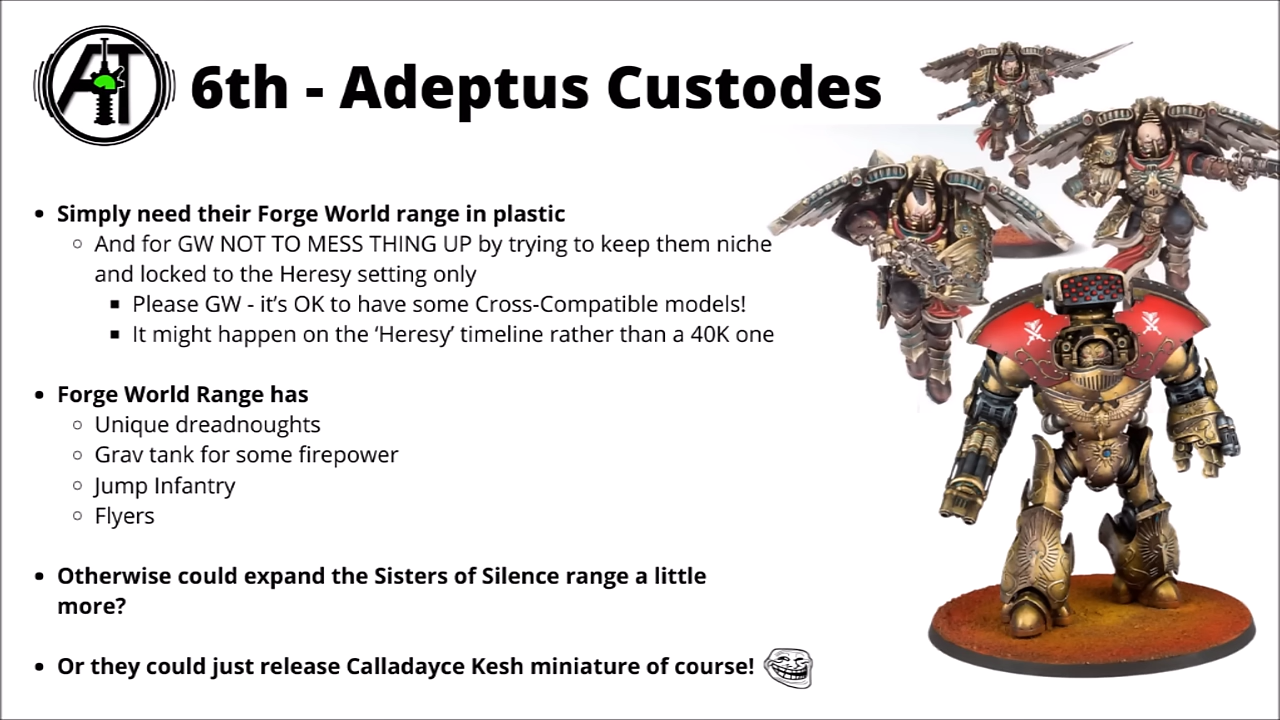 AT
6th - Adeptus Custodes
• Simply need their Forge World range in plastic
○ And for GW NOT TO MESS THING UP by trying to keep them niche
and locked to the Heresy setting only
▪ Please GW - it’s OK to have some Cross-Compatible models!
▪ It might happen on the ‘Heresy’ timeline rather than a 40K one
• Forge World Range has
○ Unique dreadnoughts
○ Grav tank for some firepower
○ Jump Infantry
○ Flyers
• Otherwise could expand the Sisters of Silence range a little
more?
• Or they could just release Calladayce Kesh miniature of course!